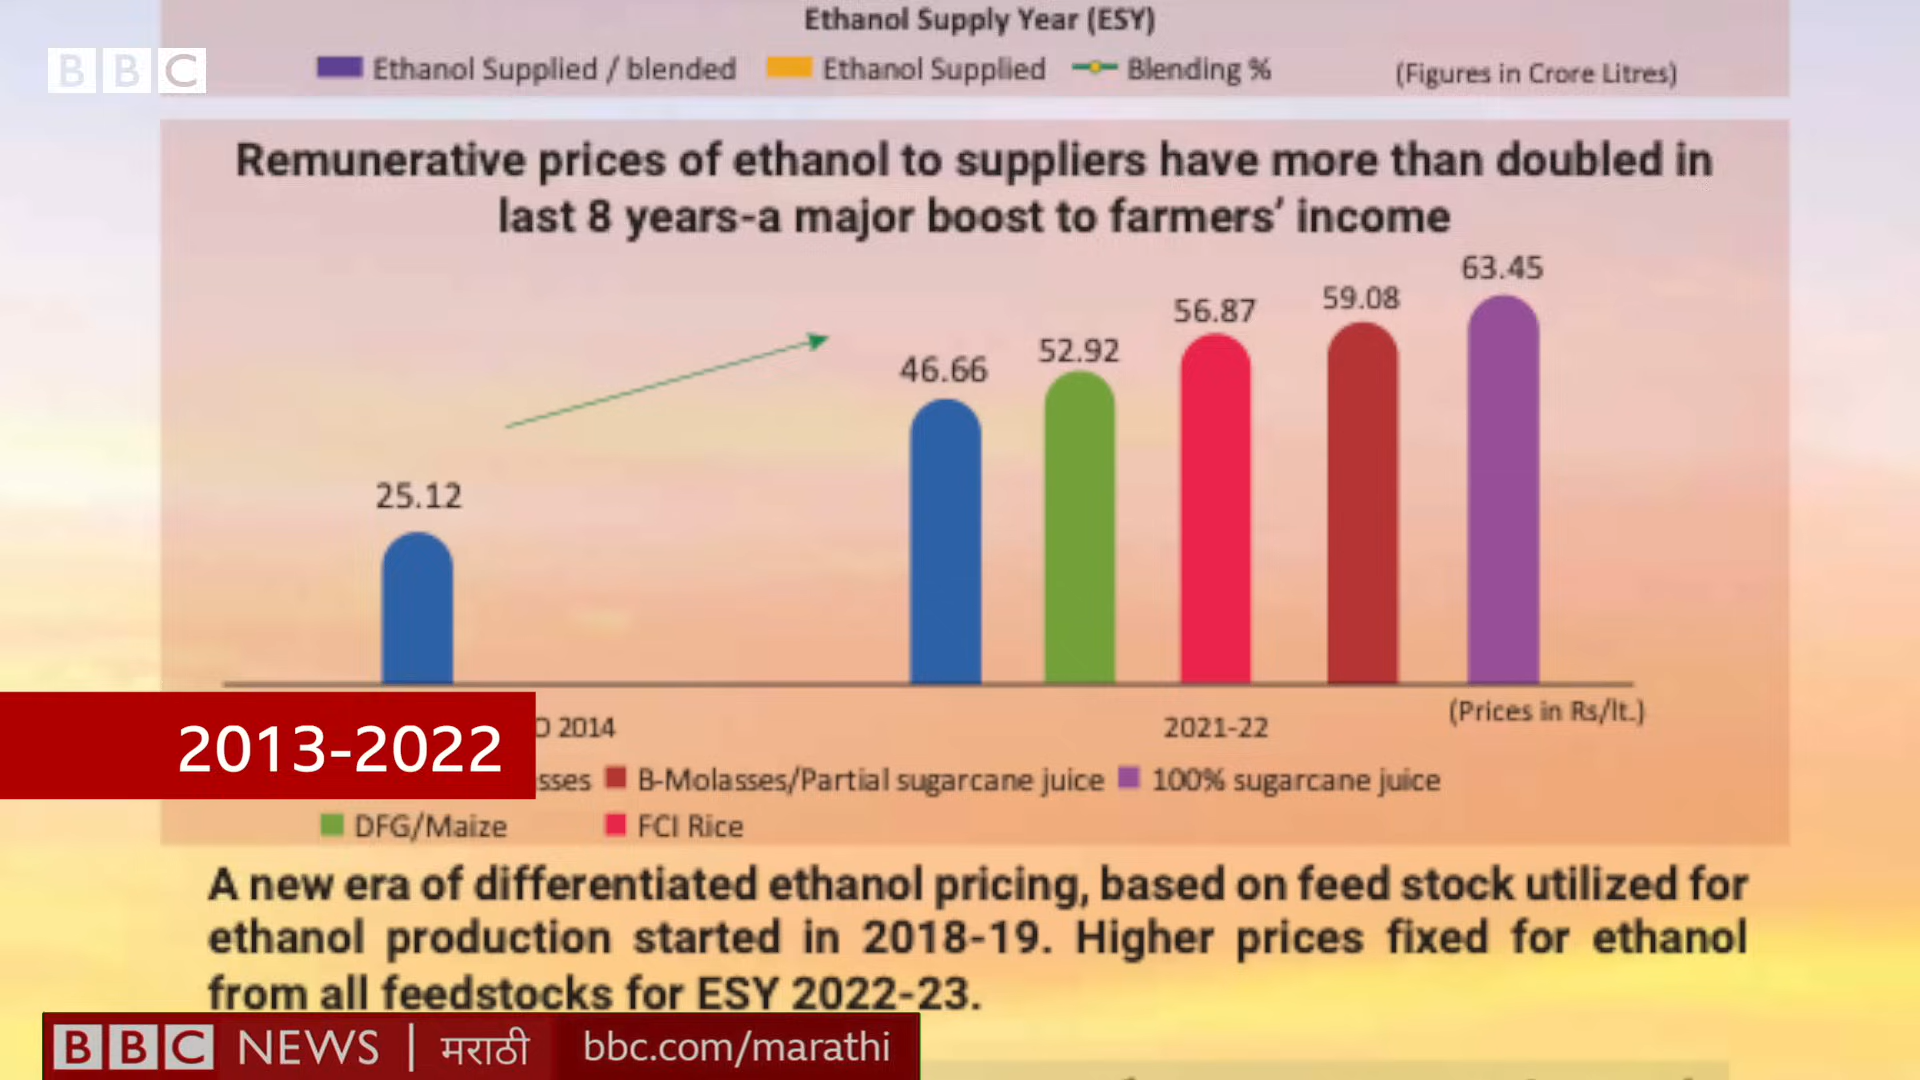 Ethanol Supply Year (ESY)
BBC
Ethanol Supplied / blended Ethanol Supplied Blending % (Figures in Crore Litres)
Remunerative prices of ethanol to suppliers have more than doubled in
last 8 years-a major boost to farmers’ income
63.45
59.08
56.87
52.92
46.66
25.12
(Prices in Rs/lt.)
2014 2021-22
2013-2022
B-Molasses/Partial sugarcane juice 100% sugarcane juice
DFG/Maize FCI Rice
A new era of differentiated ethanol pricing, based on feed stock utilized for
ethanol production started in 2018-19. Higher prices fixed for ethanol
from all feedstocks for ESY 2022-23.
BBC NEWS | मराठी bbc.com/marathi